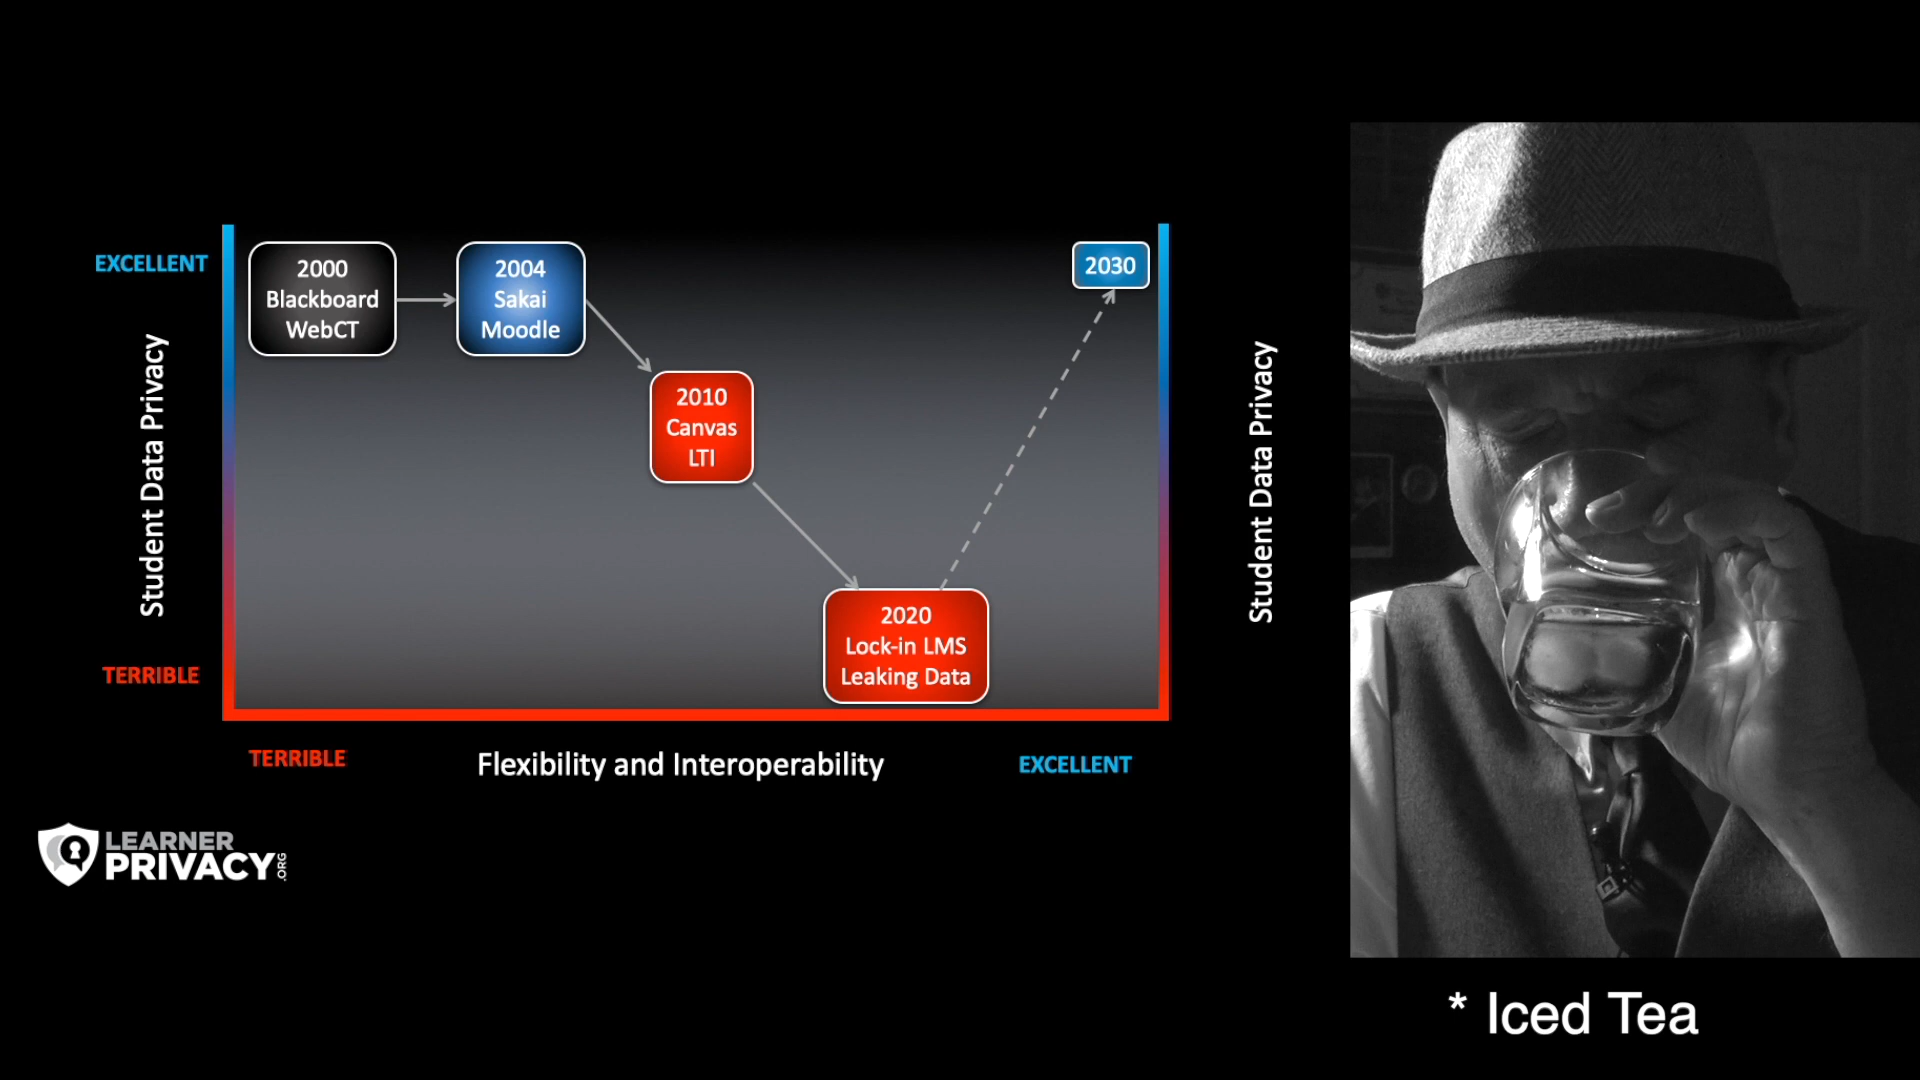 EXCELLENT
Student Data Privacy
TERRIBLE
2000
Blackboard
WebCT
2004
Sakai
Moodle
2010
Canvas
LTI
2020
Lock-in LMS
Leaking Data
2030
Student Data Privacy
TERRIBLE
Flexibility and Interoperability
EXCELLENT
LEARNER
PRIVACY.ORG
* Iced Tea